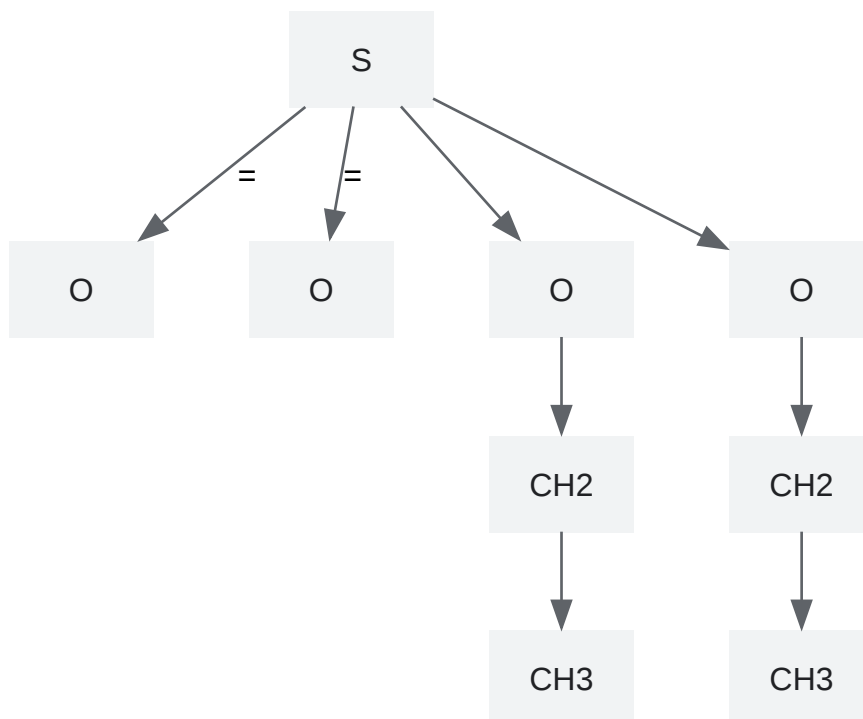 S
= =
O O O O
CH2 CH2
CH3 CH3